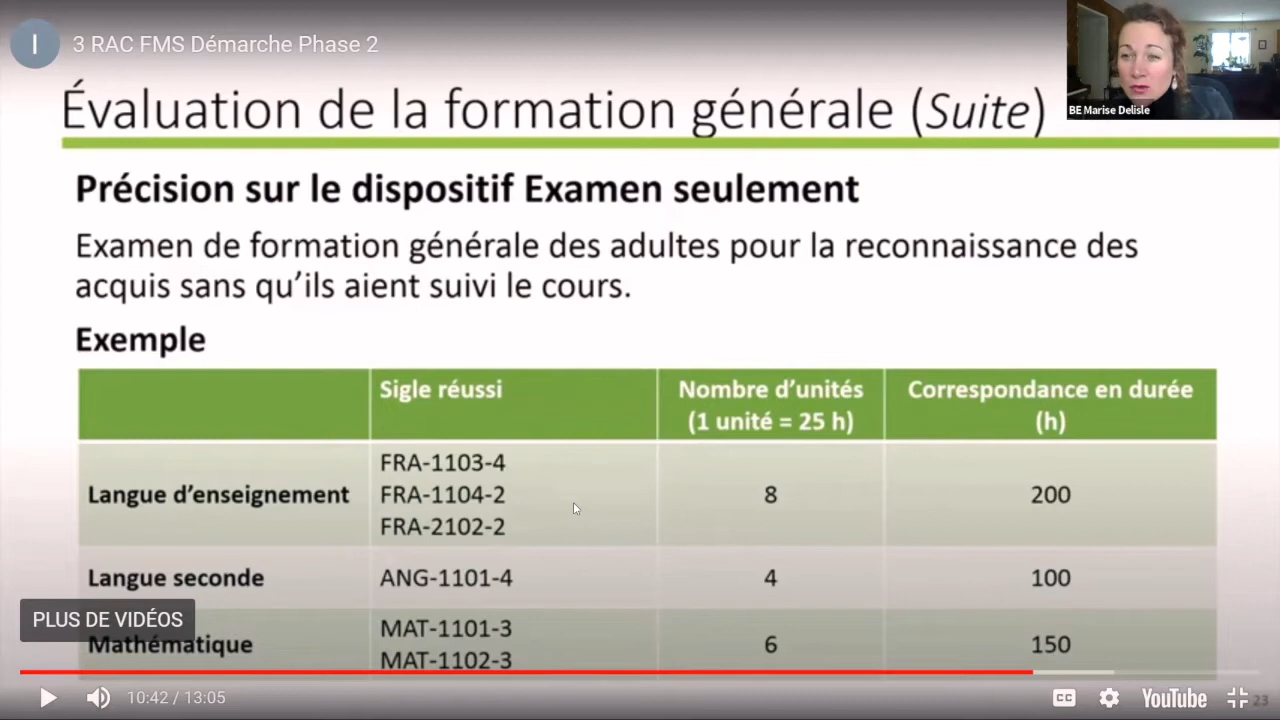 I
3 RAC FMS Démarche Phase 2
BE Marise Delisle
Évaluation de la formation générale (Suite)
Précision sur le dispositif Examen seulement
Examen de formation générale des adultes pour la reconnaissance des
acquis sans qu’ils aient suivi le cours.
Exemple
Sigle réussi
Nombre d’unités
(1 unité = 25 h)
Correspondance en durée
(h)
Langue d’enseignement
FRA-1103-4
FRA-1104-2
FRA-2102-2
8
200
Langue seconde
ANG-1101-4
4
100
PLUS DE VIDÉOS
Mathématique
MAT-1101-3
MAT-1102-3
6
150
10:42 / 13:05
CC
YouTube
23